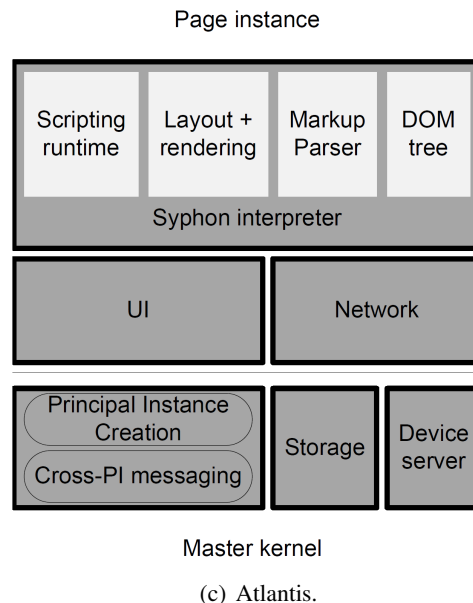 Page instance
Scripting
runtime
Layout +
rendering
Markup
Parser
DOM
tree
Syphon interpreter
UI
Network
Principal Instance
Creation
Cross-PI messaging
Storage
Device
server
Master kernel
(c) Atlantis.